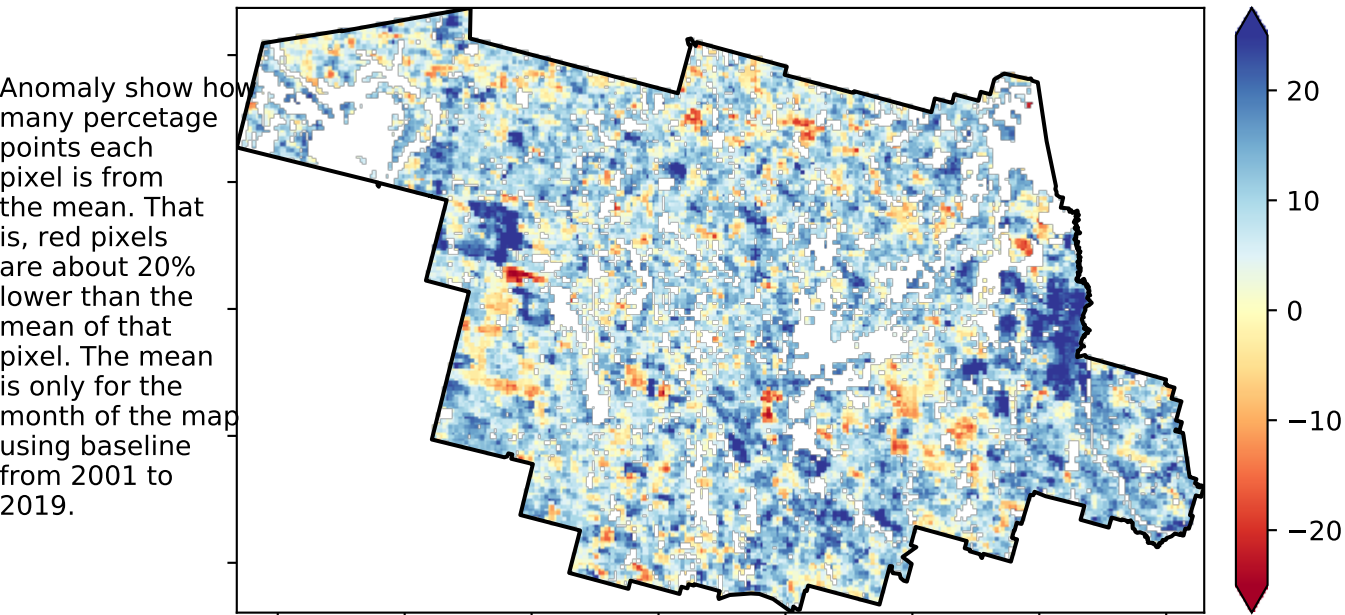 Anomaly show how
many percetage
points each
pixel is from
the mean. That
is, red pixels
are about 20%
lower than the
mean of that
pixel. The mean
is only for the
month of the map
using baseline
from 2001 to
2019.
20
10
0
−10
−20